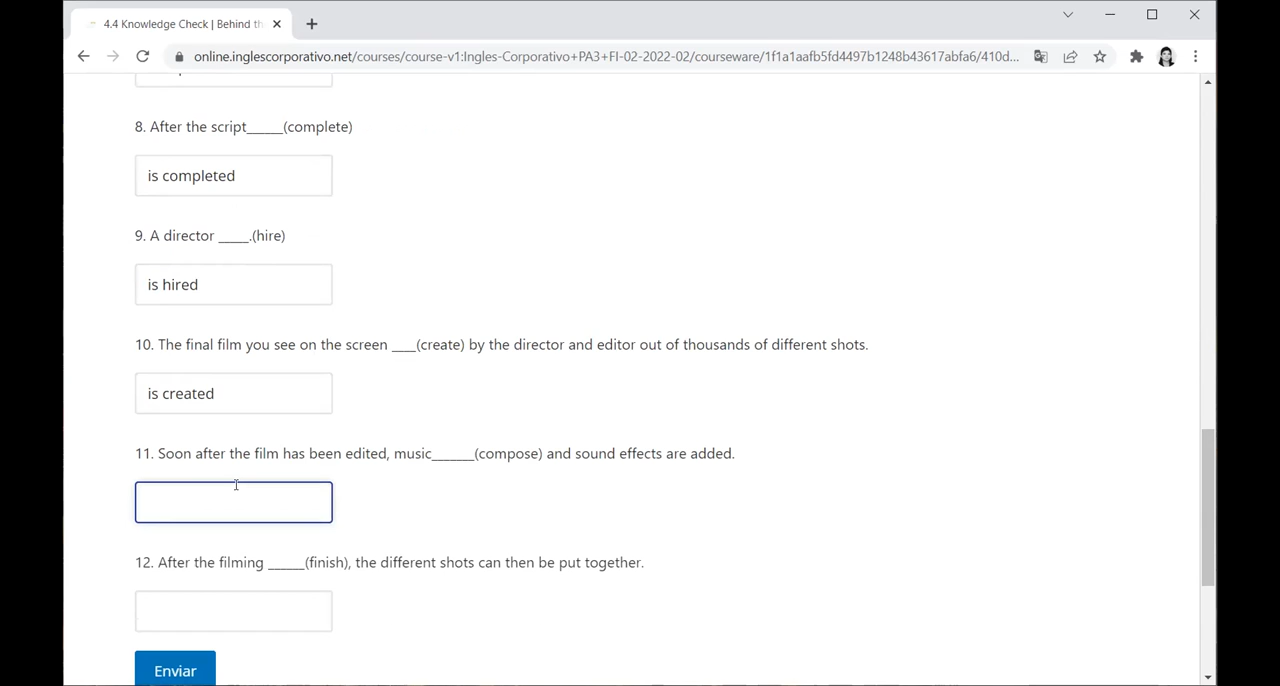 4.4 Knowledge Check | Behind th
online.inglescorporativo.net/courses/course-v1:Ingles-Corporativo+PA3+FI-02-2022-02/courseware/1f1a1aafb5fd4497b1248b43617abfa6/410d...
8. After the script______(complete)
is completed
9. A director _____.(hire)
is hired
10. The final film you see on the screen ____(create) by the director and editor out of thousands of different shots.
is created
11. Soon after the film has been edited, music_______(compose) and sound effects are added.
12. After the filming ______(finish), the different shots can then be put together.
Enviar